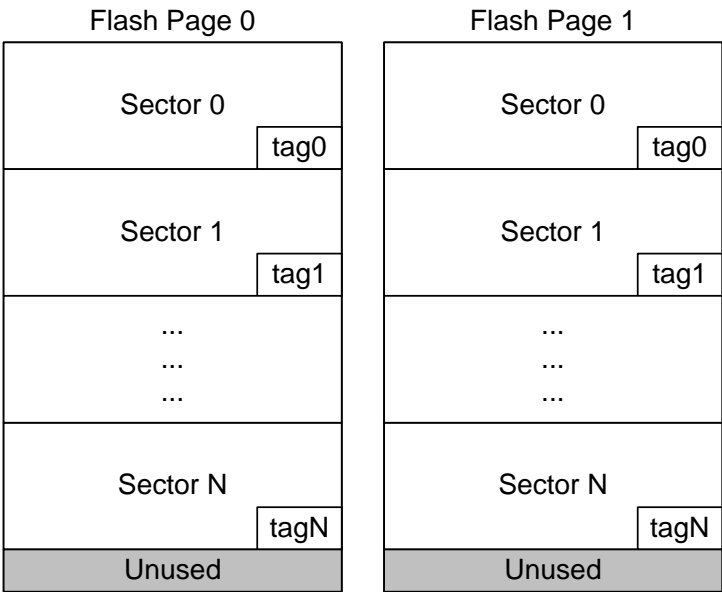 Flash Page 0
Sector 0
tag0
Sector 1
tag1
...
...
...
Sector N
tagN
Unused
Flash Page 1
Sector 0
tag0
Sector 1
tag1
...
...
...
Sector N
tagN
Unused